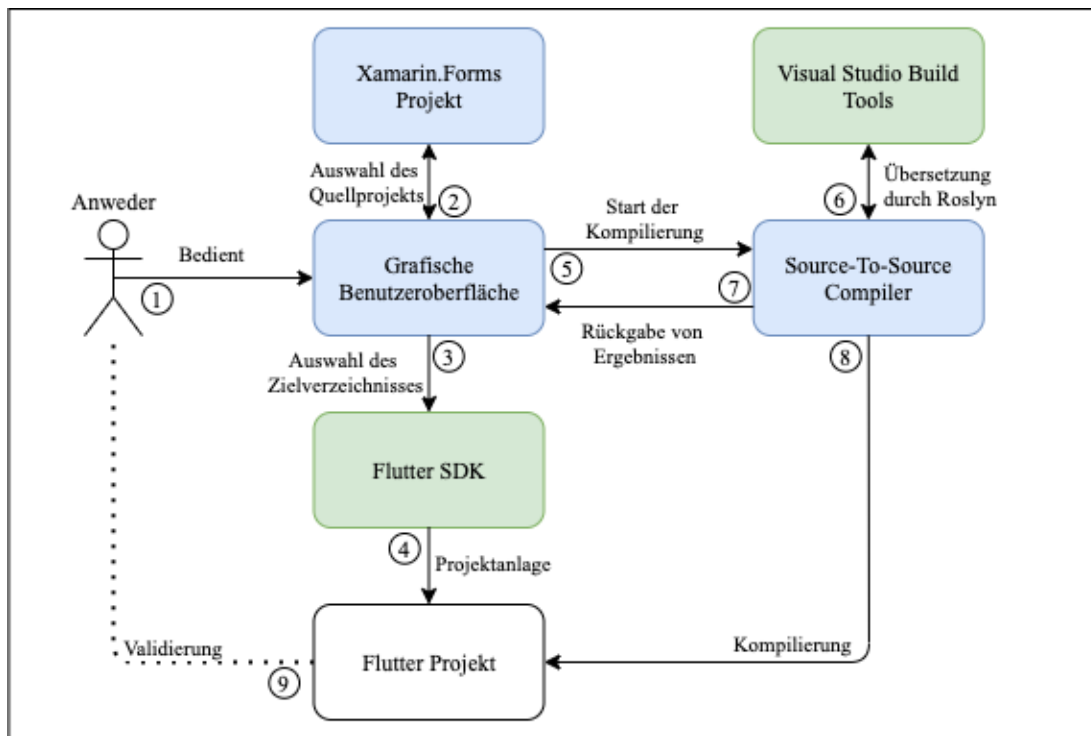 Xamarin.Forms
Projekt
Visual Studio Build
Tools
Auswahl des
Quellprojekts
2
6
Übersetzung
durch Roslyn
Anweder
Bedient
1
Grafische
Benutzeroberfläche
Start der
Kompilierung
5
7
Rückgabe von
Ergebnissen
Source-To-Source
Compiler
Auswahl des
Zielverzeichnisses
3
8
Flutter SDK
4
Projektanlage
Validierung
9
Flutter Projekt
Kompilierung